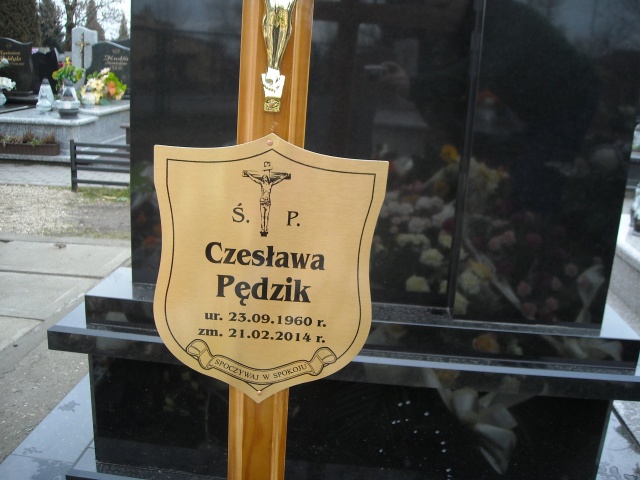 Ś. P.
Czesława
Pędzik
ur. 23.09.1960 r.
zm. 21.02.2014 r.
SPOCZYWAJ W SPOKOJU